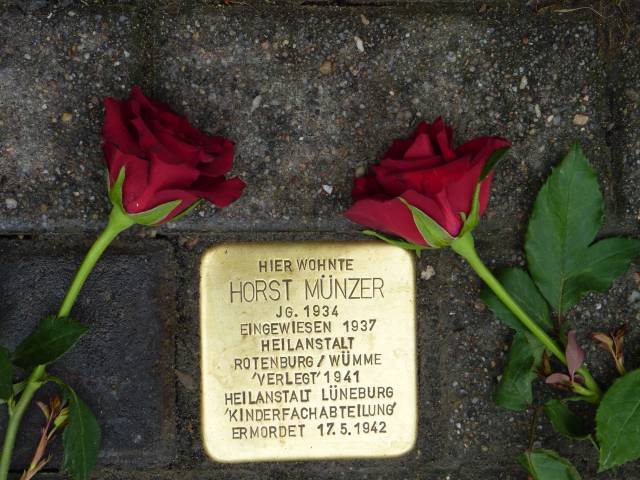 HIER WOHNTE
HORST MÜNZER
JG. 1934
EINGEWIESEN 1937
HEILANSTALT
ROTENBURG/WÜMME
'VERLEGT' 1941
HEILANSTALT LÜNEBURG
'KINDERFACHABTEILUNG'
ERMORDET 17.5.1942